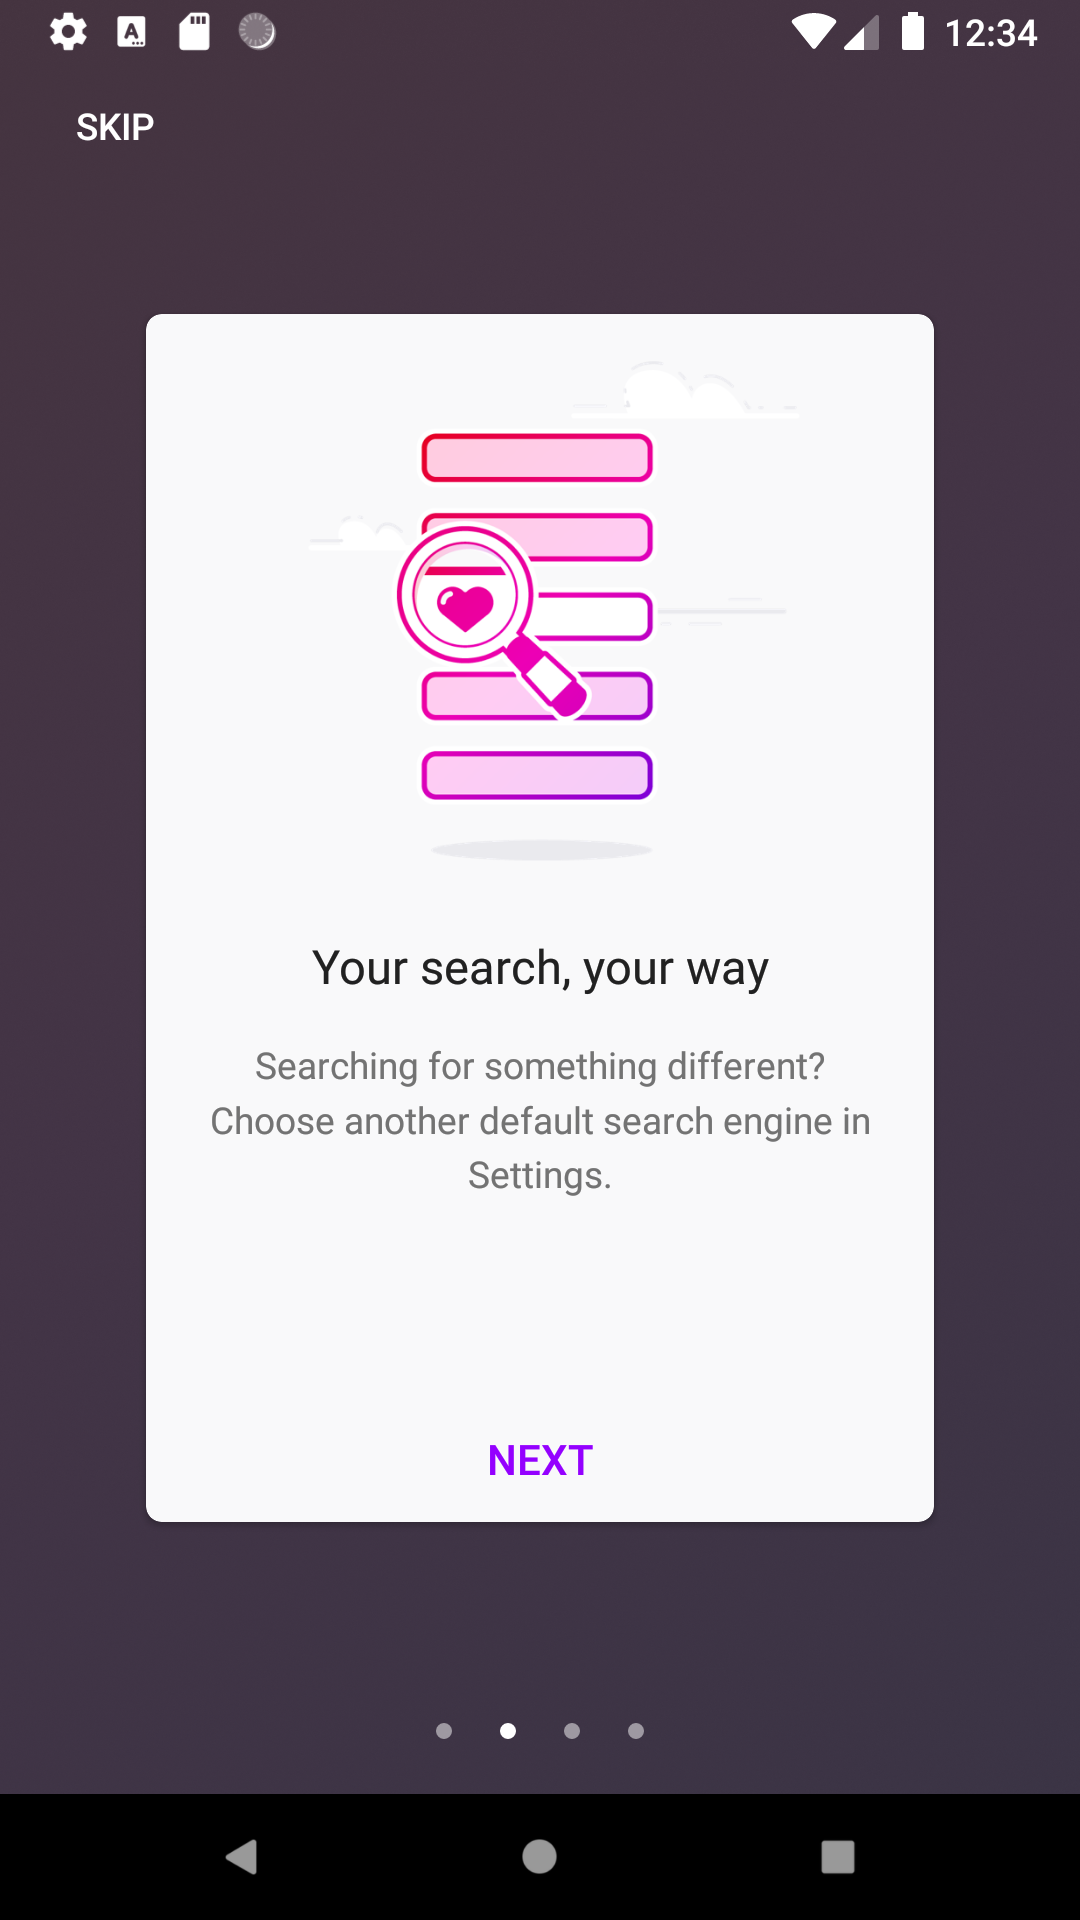 12:34
SKIP
Your search, your way
Searching for something different?
Choose another default search engine in
Settings.
NEXT